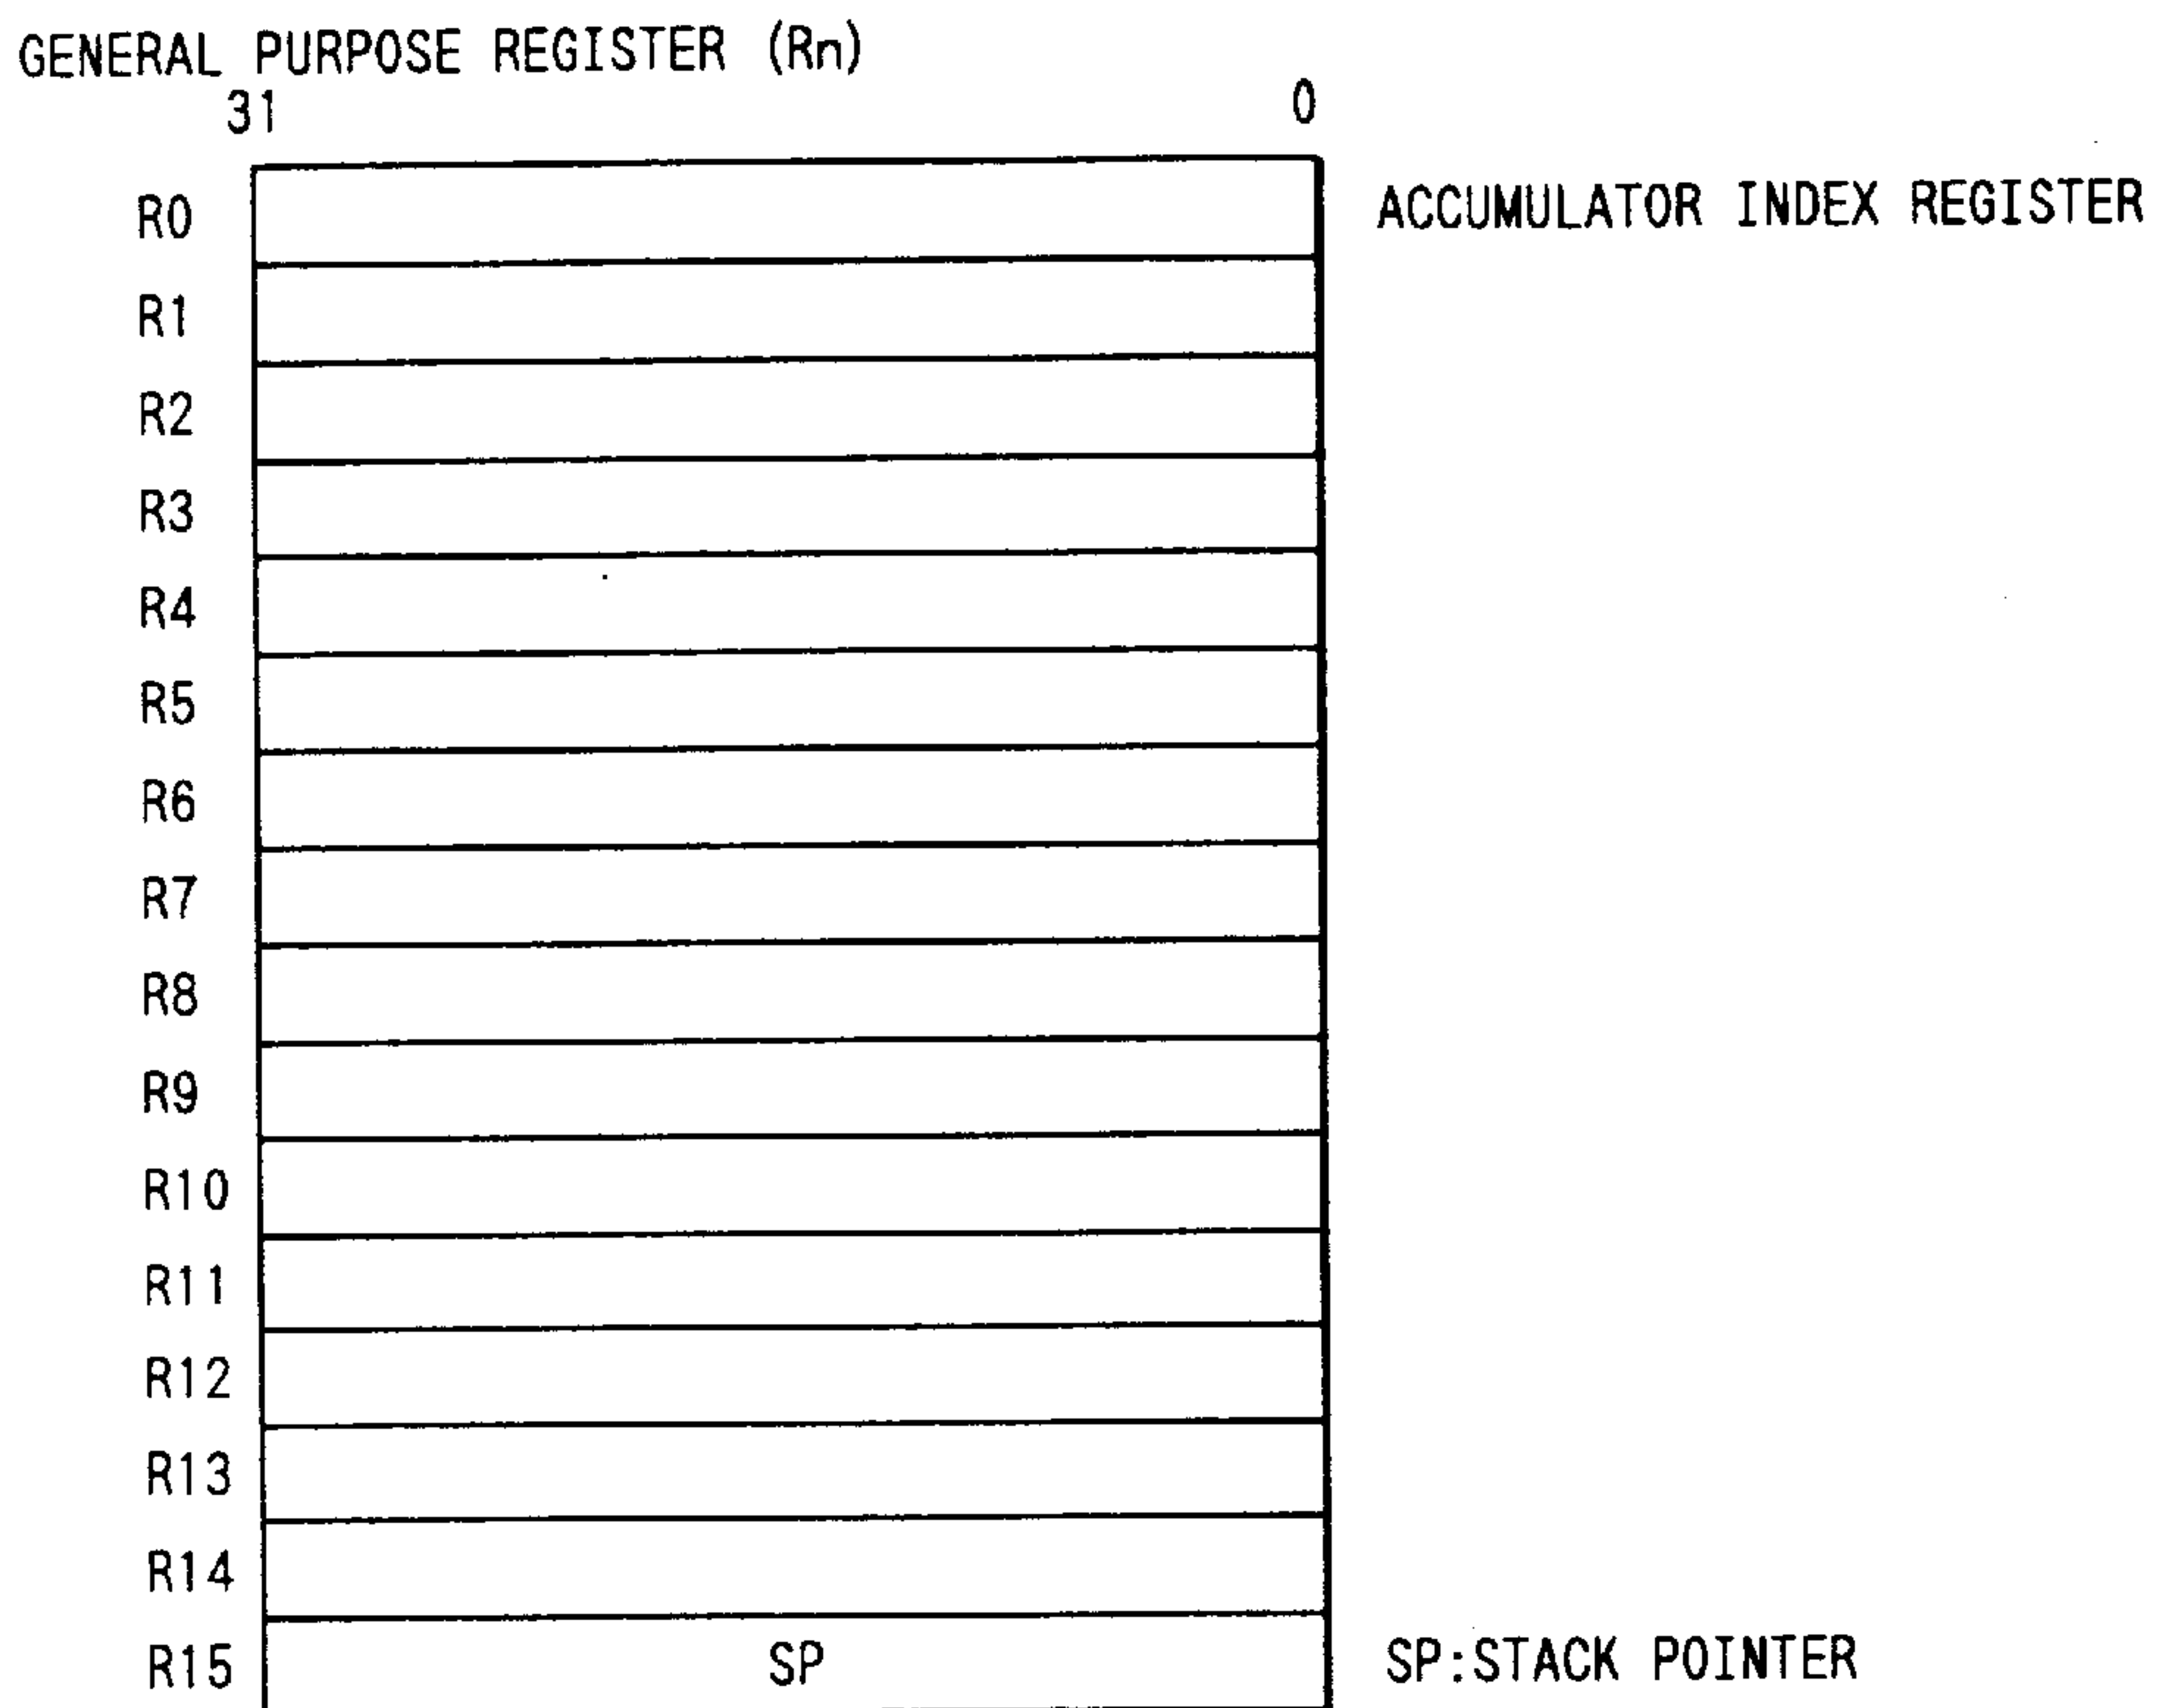 GENERAL PURPOSE REGISTER (Rn)
31 0
R0 ACCUMULATOR INDEX REGISTER
R1
R2
R3
R4
R5
R6
R7
R8
R9
R10
R11
R12
R13
R14
R15 SP SP:STACK POINTER